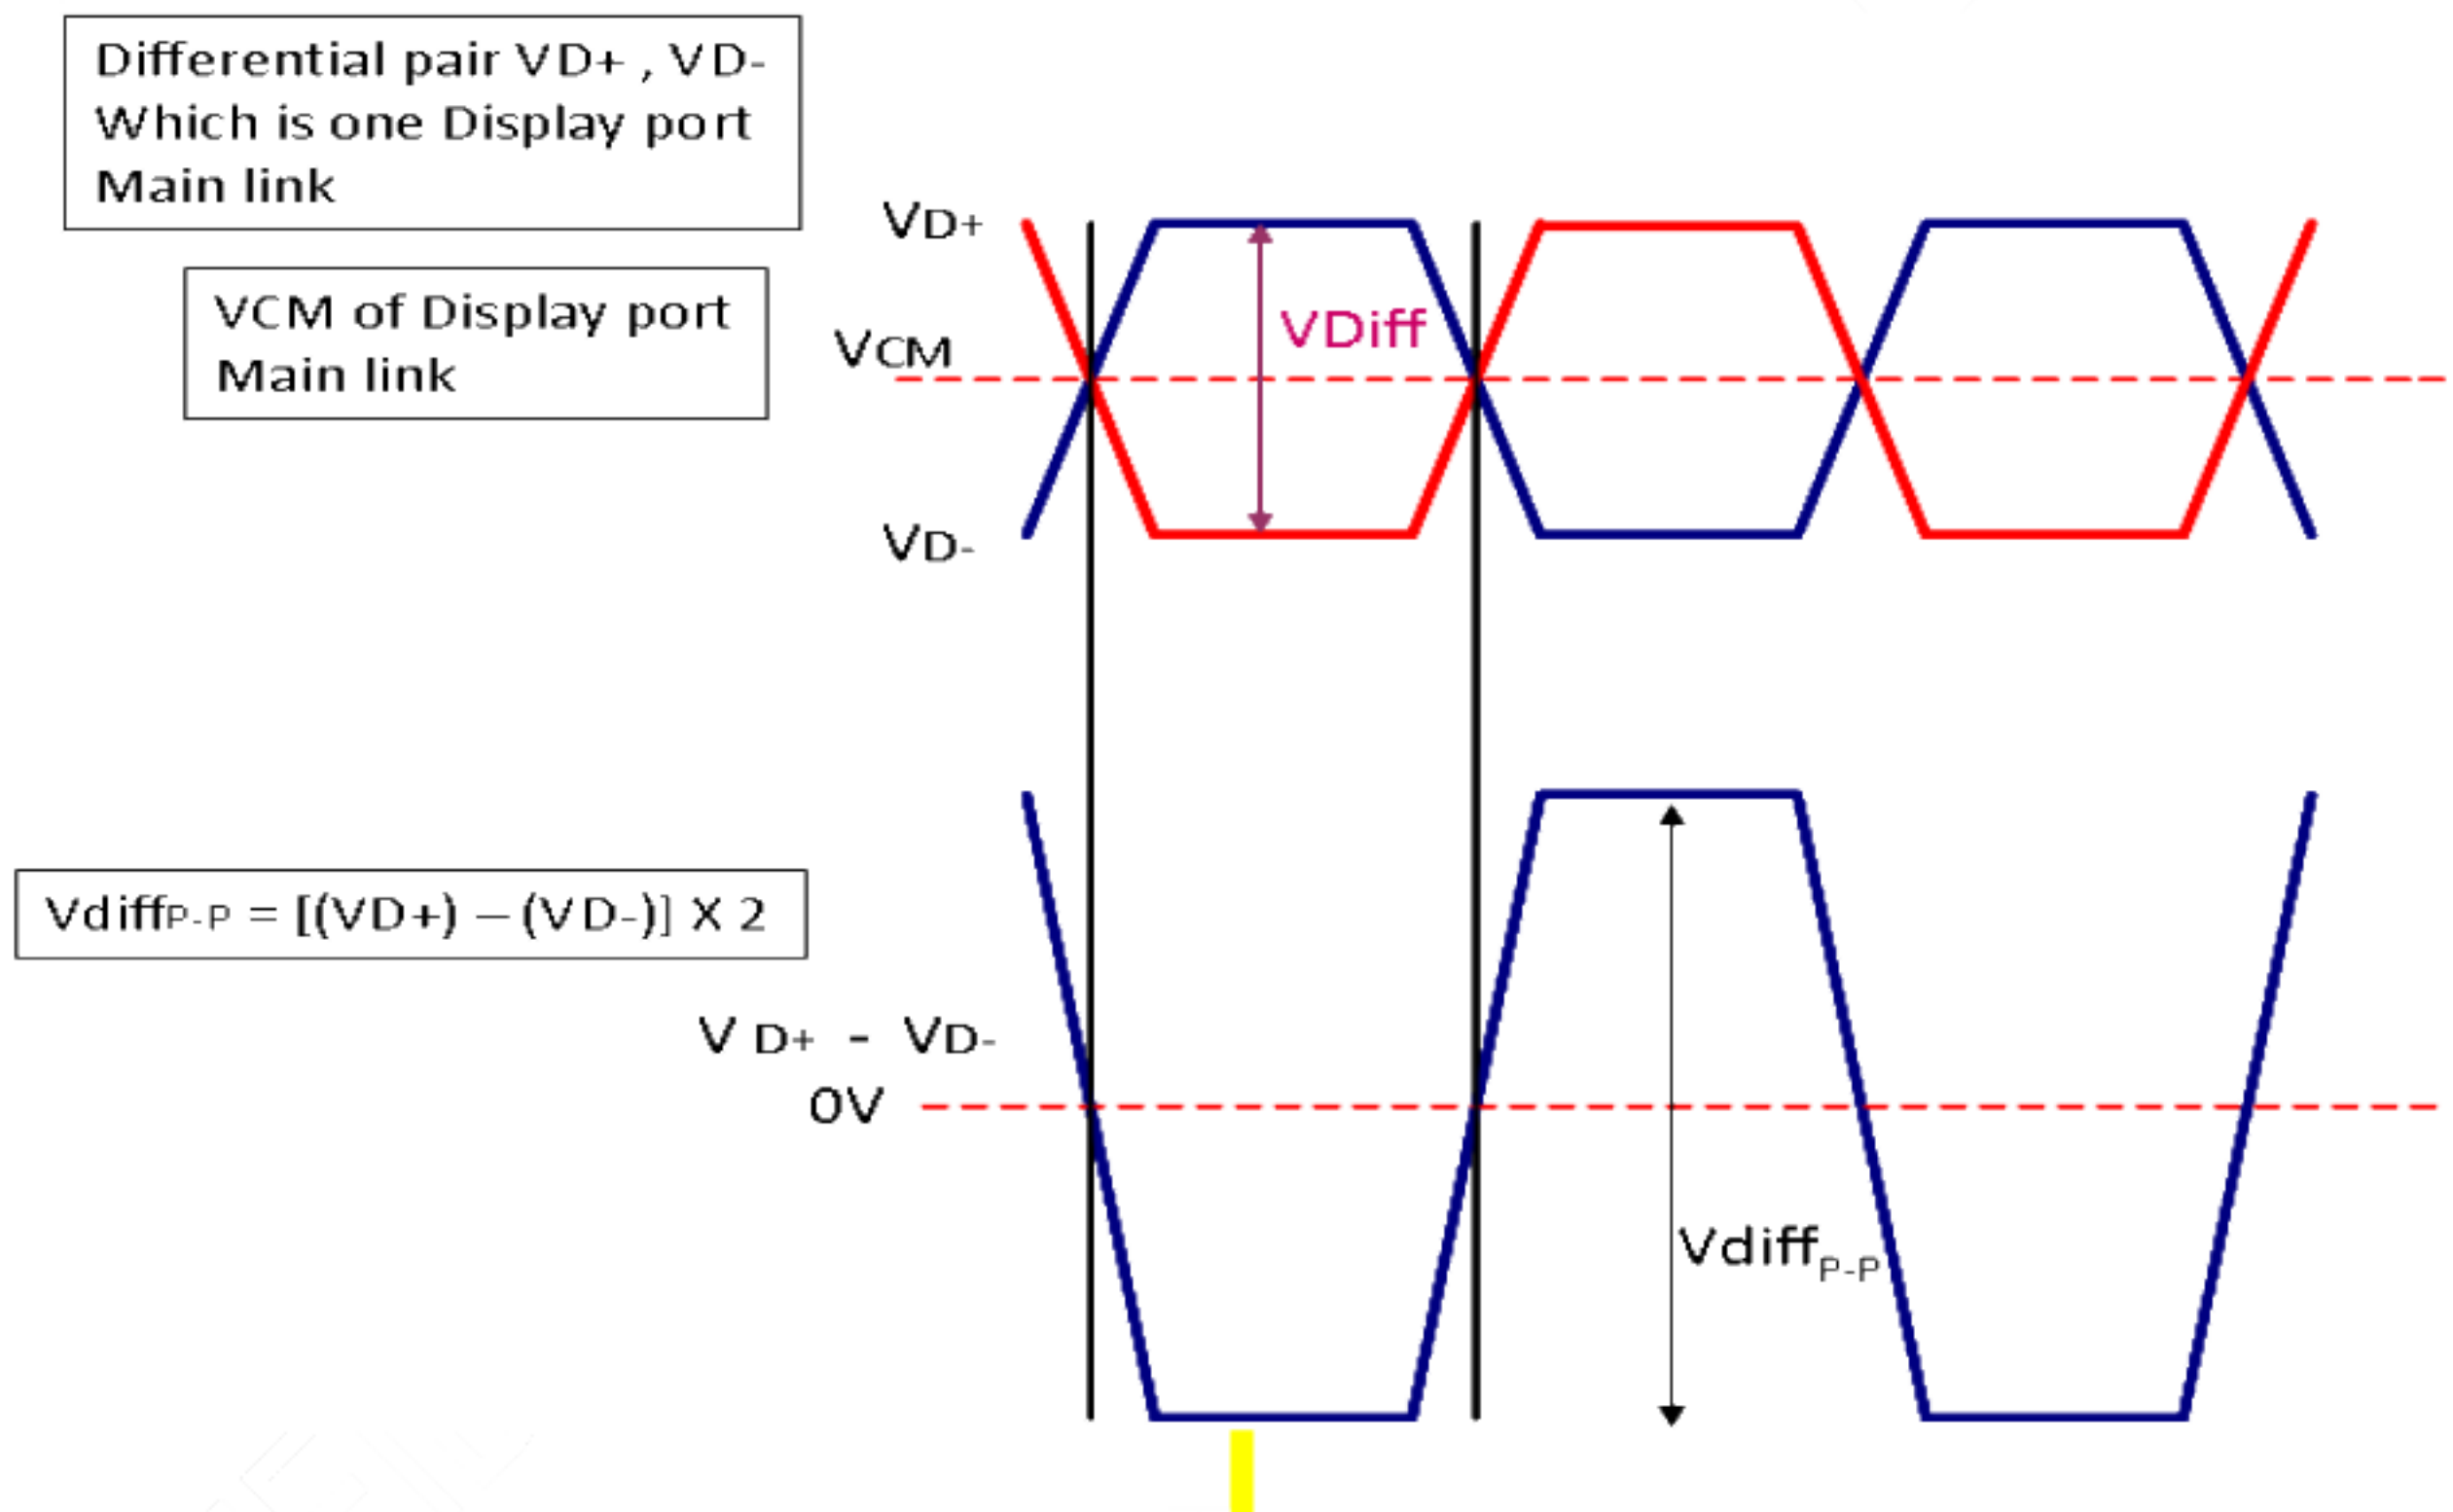 Differential pair VD+ , VD-
Which is one Display port
Main link
VD+
VCM of Display port
Main link
VCM
VDiff
VD-
VdiffP-P = [(VD+) – (VD-)] X 2
V D+ - VD-
0V
VdiffP-P